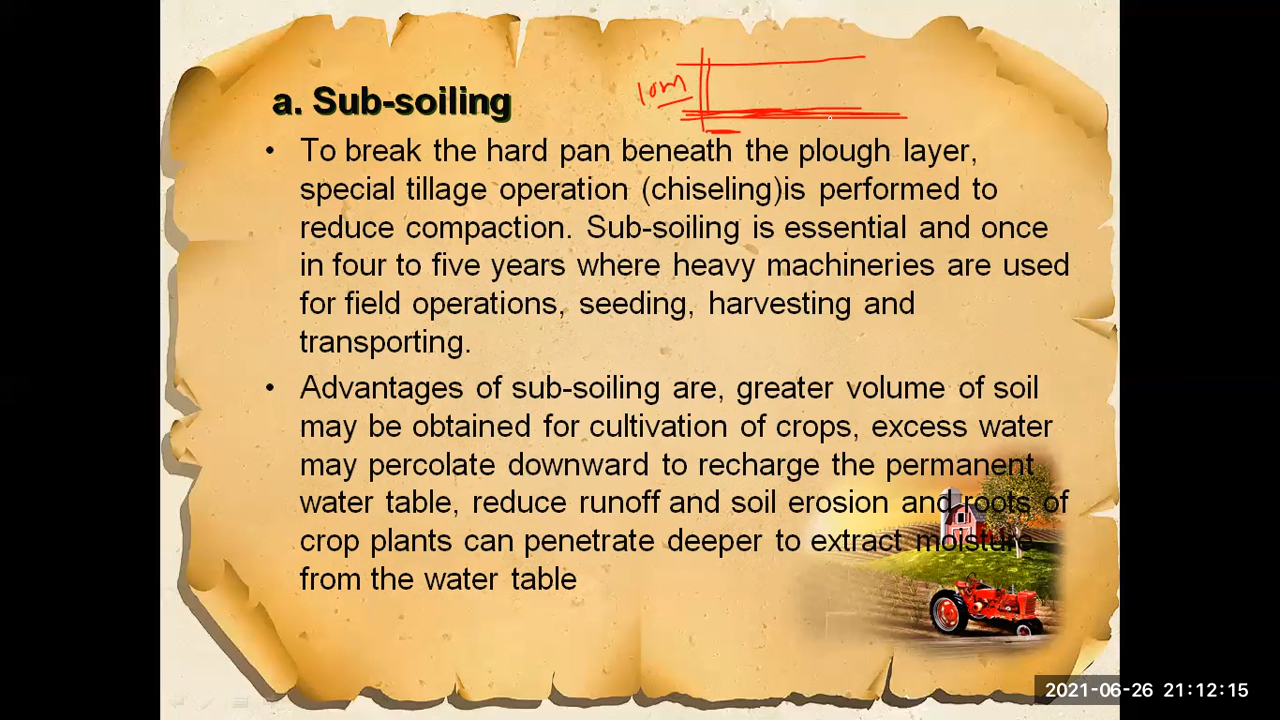 a. Sub-soiling
• To break the hard pan beneath the plough layer,
special tillage operation (chiseling)is performed to
reduce compaction. Sub-soiling is essential and once
in four to five years where heavy machineries are used
for field operations, seeding, harvesting and
transporting.
• Advantages of sub-soiling are, greater volume of soil
may be obtained for cultivation of crops, excess water
may percolate downward to recharge the permanent
water table, reduce runoff and soil erosion and roots of
crop plants can penetrate deeper to extract moisture
from the water table
2021-06-26 21:12:15